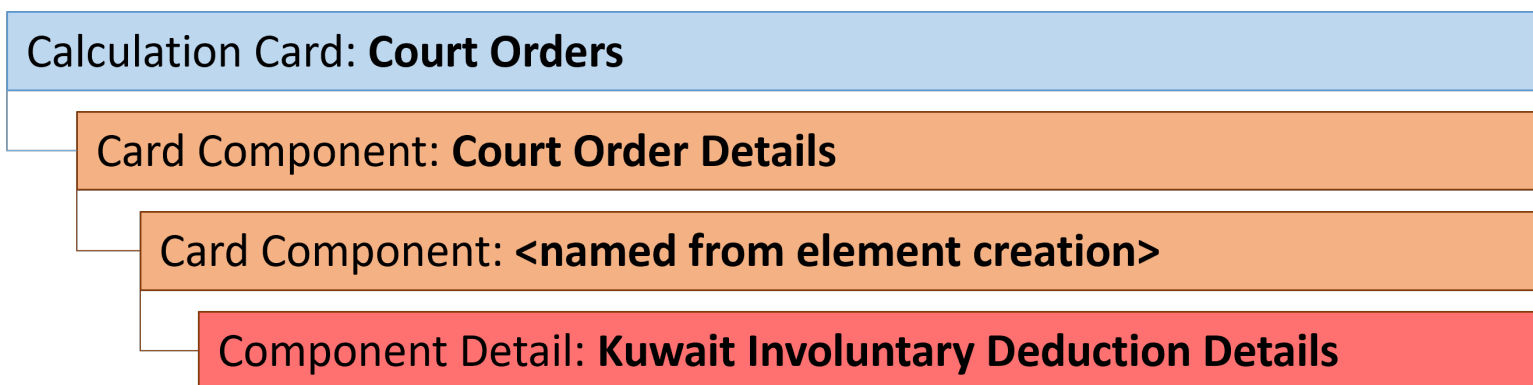 Calculation Card: Court Orders
Card Component: Court Order Details
Card Component: <named from element creation>
Component Detail: Kuwait Involuntary Deduction Details